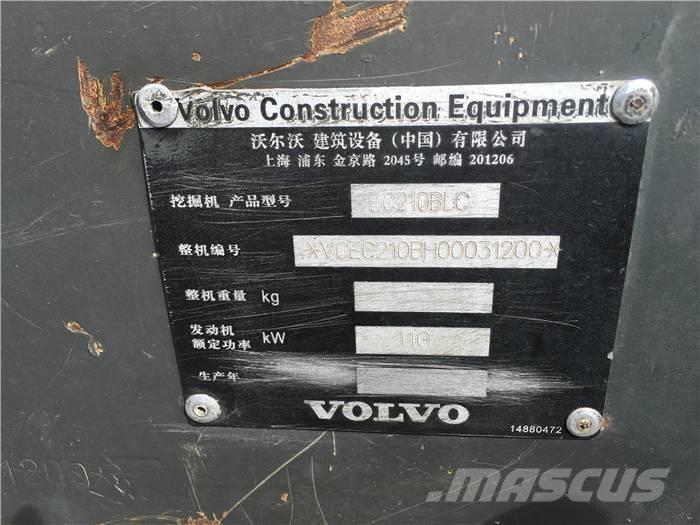 Volvo Construction Equipment
沃尔沃 建筑设备 (中国) 有限公司
上海 浦东 金京路 2045号 邮编 201206
挖掘机 产品型号 EC210BLC
整机编号 *VCEC210BH00031200*
整机重量 kg
发动机
额定功率 kW 110
生产年
VOLVO
14880472
MASCUS